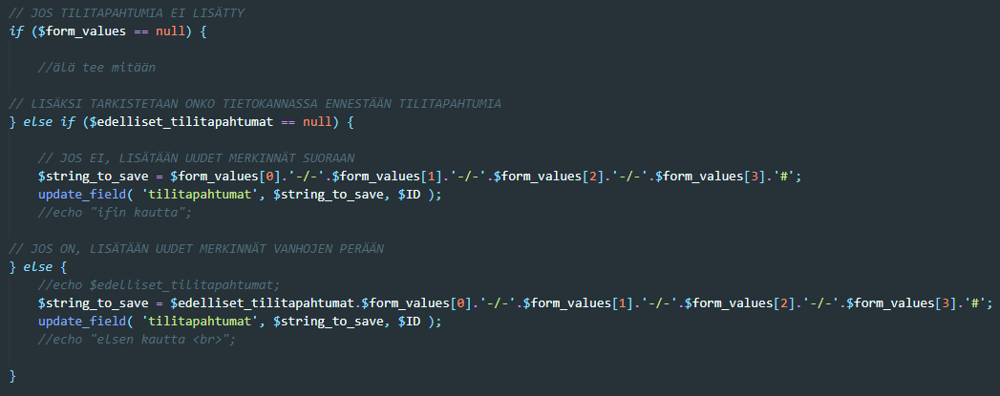 // JOS TILITAPAHTUMIA EI LISÄTTY
if ($form_values == null) {
//älä tee mitään
// LISÄKSI TARKISTETAAN ONKO TIETOKANNASSA ENNESTÄÄN TILITAPAHTUMIA
} else if ($edelliset_tilitapahtumat == null) {
// JOS EI, LISÄTÄÄN UUDET MERKINNÄT SUORAAN
$string_to_save = $form_values[0].'-/-'.$form_values[1].'-/-'.$form_values[2].'-/-'.$form_values[3].'#';
update_field( 'tilitapahtumat', $string_to_save, $ID );
//echo "ifin kautta";
// JOS ON, LISÄTÄÄN UUDET MERKINNÄT VANHOJEN PERÄÄN
} else {
//echo $edelliset_tilitapahtumat;
$string_to_save = $edelliset_tilitapahtumat.$form_values[0].'-/-'.$form_values[1].'-/-'.$form_values[2].'-/-'.$form_values[3].'#';
update_field( 'tilitapahtumat', $string_to_save, $ID );
//echo "elsen kautta <br>";
}